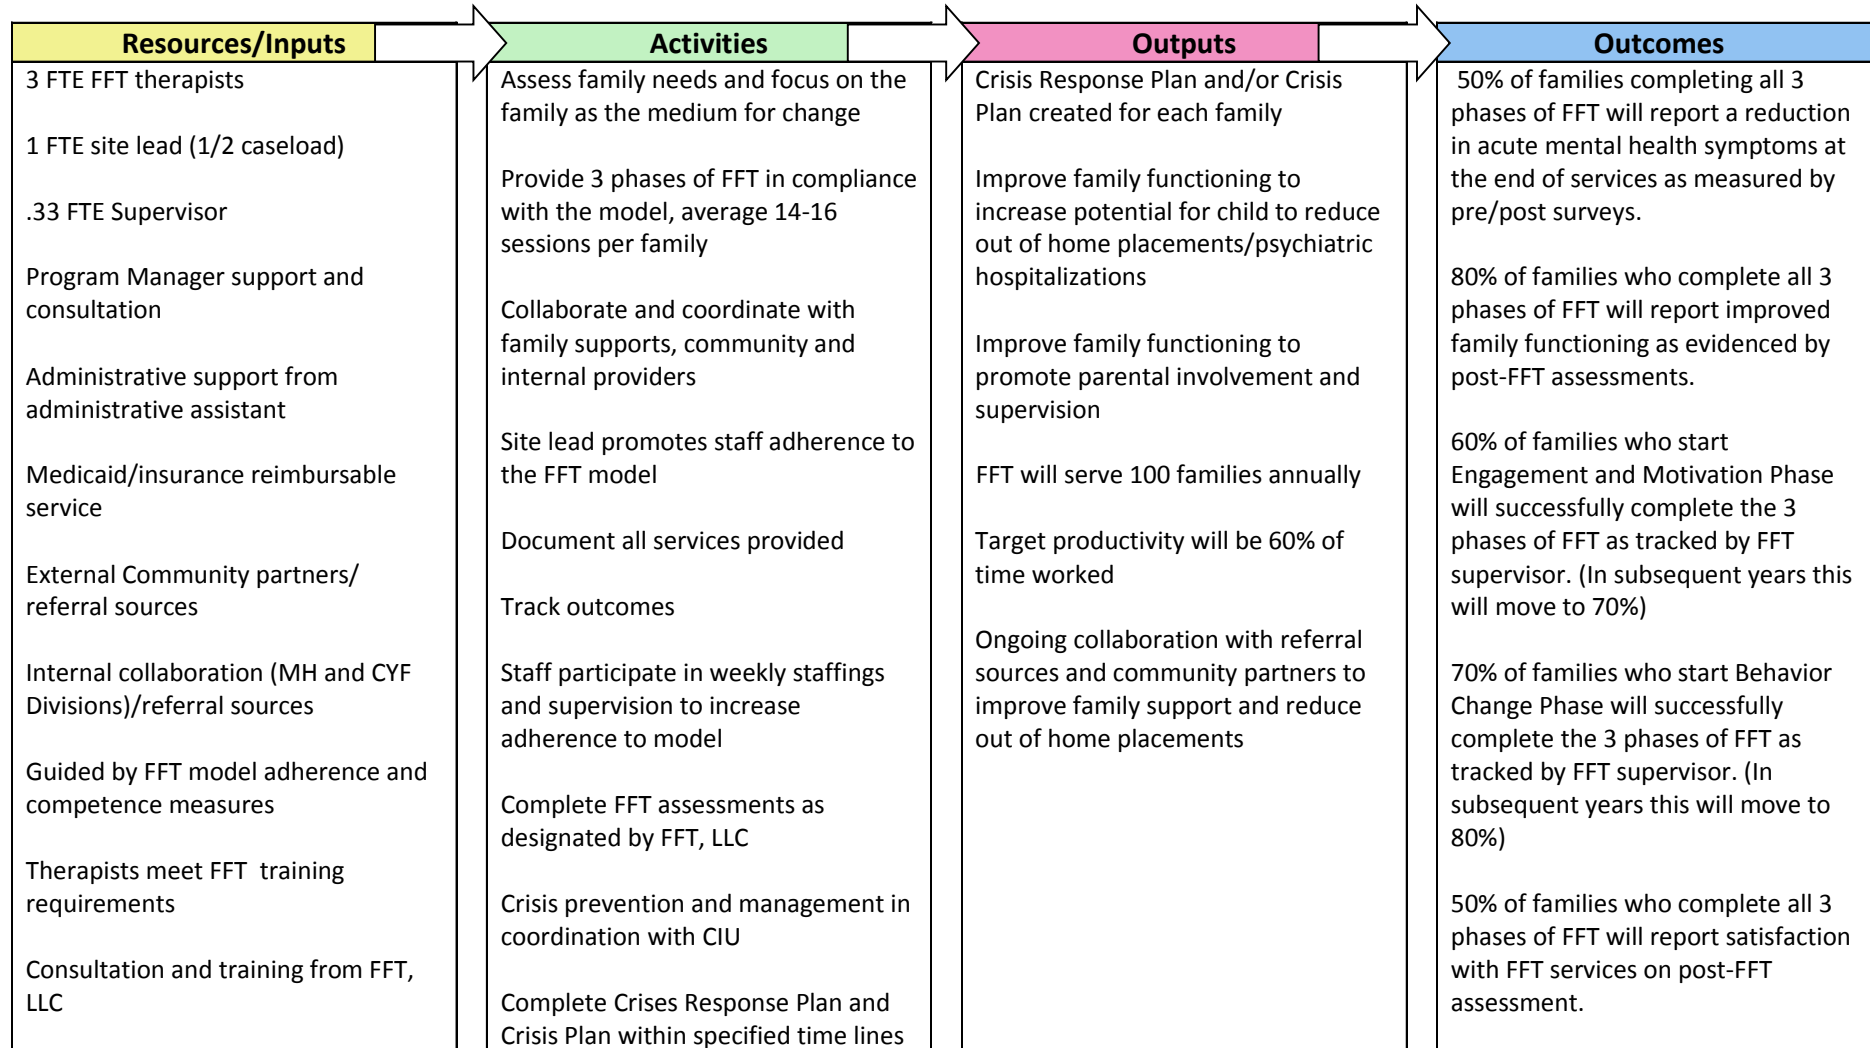 Resources/Inputs
3 FTE FFT therapists
1 FTE site lead (1/2 caseload)
.33 FTE Supervisor
Program Manager support and
consultation
Administrative support from
administrative assistant
Medicaid/insurance reimbursable
service
External Community partners/
referral sources
Internal collaboration (MH and CYF
Divisions)/referral sources
Guided by FFT model adherence and
competence measures
Therapists meet FFT training
requirements
Consultation and training from FFT,
LLC
Activities
Assess family needs and focus on the
family as the medium for change
Provide 3 phases of FFT in compliance
with the model, average 14-16
sessions per family
Collaborate and coordinate with
family supports, community and
internal providers
Site lead promotes staff adherence to
the FFT model
Document all services provided
Track outcomes
Staff participate in weekly staffings
and supervision to increase
adherence to model
Complete FFT assessments as
designated by FFT, LLC
Crisis prevention and management in
coordination with CIU
Complete Crises Response Plan and
Crisis Plan within specified time lines
Outputs
Crisis Response Plan and/or Crisis
Plan created for each family
Improve family functioning to
increase potential for child to reduce
out of home placements/psychiatric
hospitalizations
Improve family functioning to
promote parental involvement and
supervision
FFT will serve 100 families annually
Target productivity will be 60% of
time worked
Ongoing collaboration with referral
sources and community partners to
improve family support and reduce
out of home placements
Outcomes
50% of families completing all 3
phases of FFT will report a reduction
in acute mental health symptoms at
the end of services as measured by
pre/post surveys.
80% of families who complete all 3
phases of FFT will report improved
family functioning as evidenced by
post-FFT assessments.
60% of families who start
Engagement and Motivation Phase
will successfully complete the 3
phases of FFT as tracked by FFT
supervisor. (In subsequent years this
will move to 70%)
70% of families who start Behavior
Change Phase will successfully
complete the 3 phases of FFT as
tracked by FFT supervisor. (In
subsequent years this will move to
80%)
50% of families who complete all 3
phases of FFT will report satisfaction
with FFT services on post-FFT
assessment.